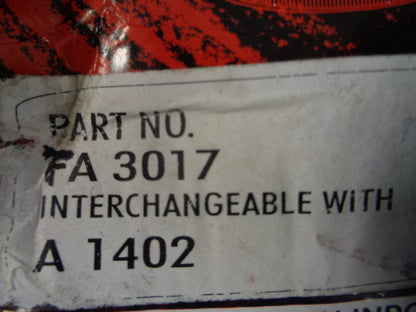 PART NO.
FA 3017
INTERCHANGEABLE WITH
A 1402